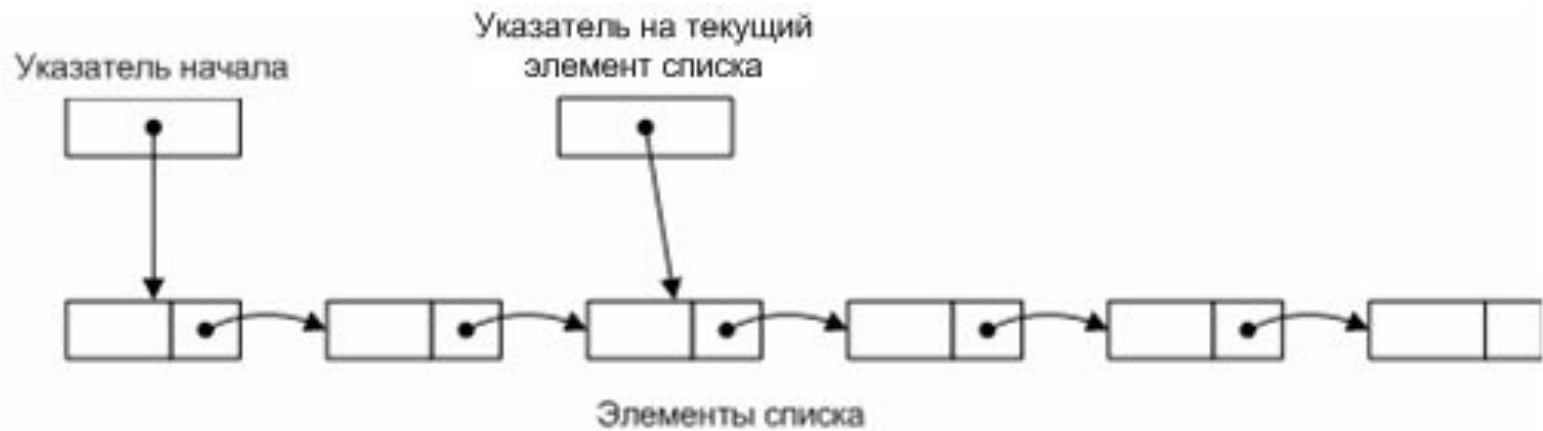 Указатель начала
Указатель на текущий
элемент списка
Элементы списка